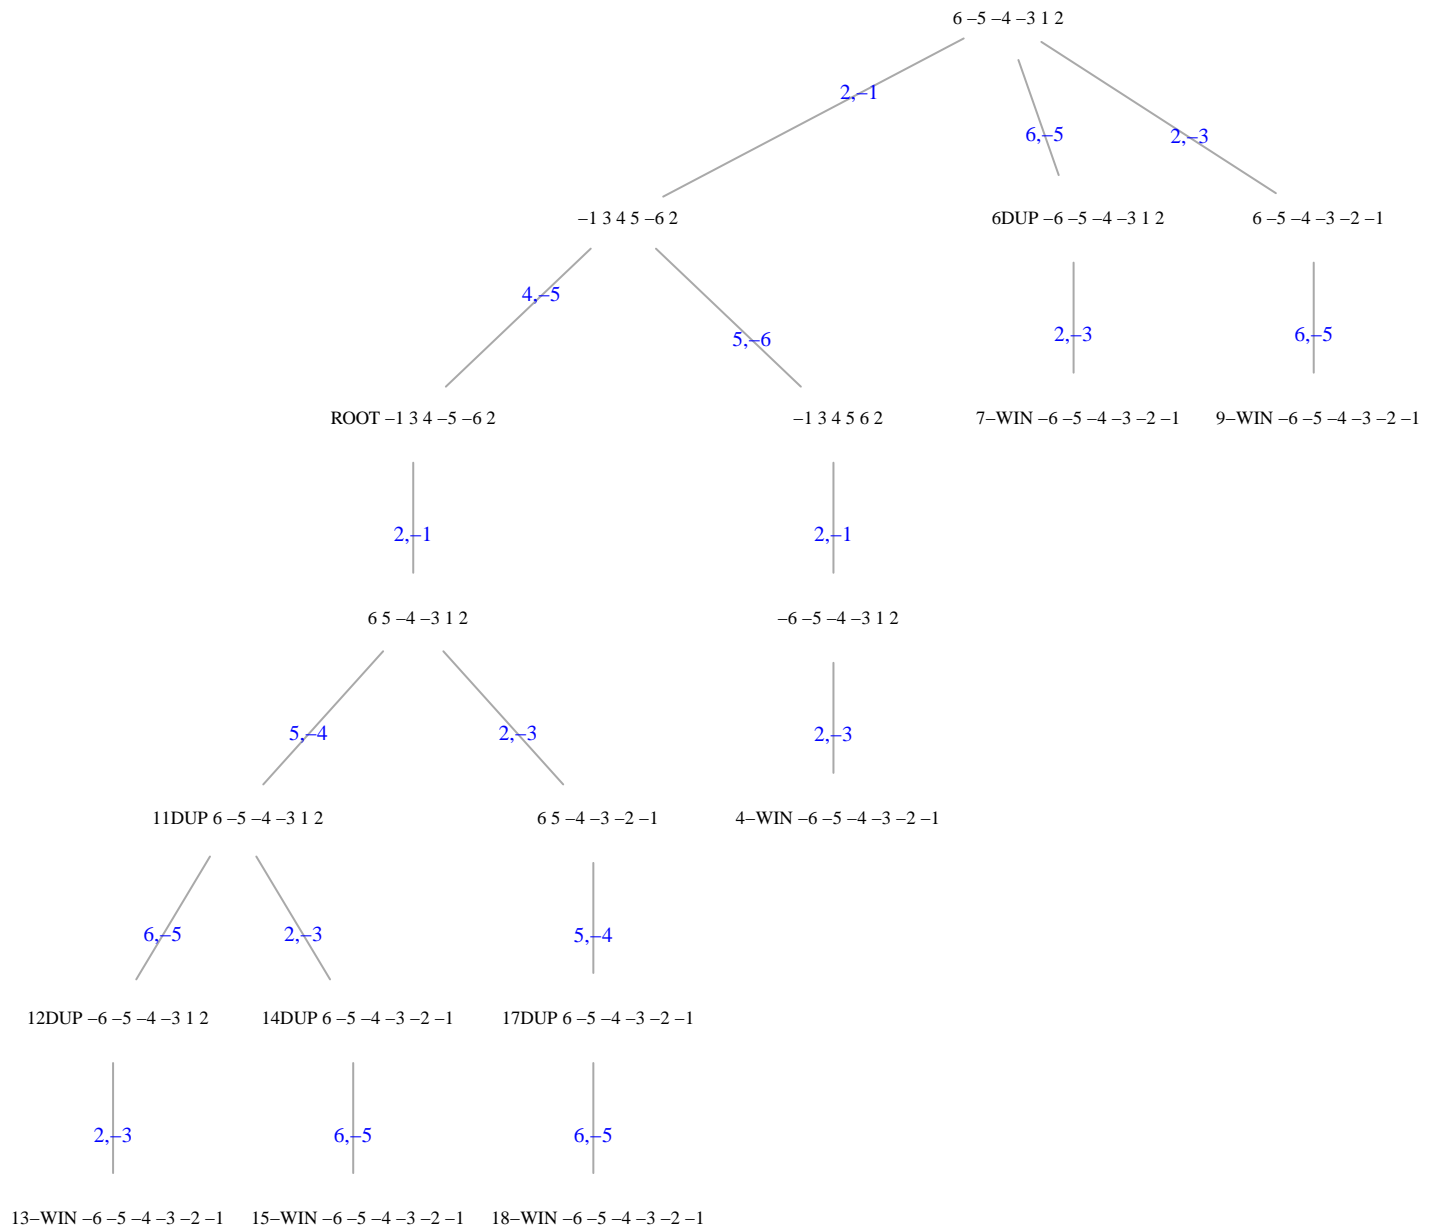 6 –5 –4 –3 1 2
2,–1
6,–5
2,–3
–1 3 4 5 –6 2
6DUP –6 –5 –4 –3 1 2
6 –5 –4 –3 –2 –1
4,–5
5,–6
2,–3
6,–5
ROOT –1 3 4 –5 –6 2
–1 3 4 5 6 2
7–WIN –6 –5 –4 –3 –2 –1
9–WIN –6 –5 –4 –3 –2 –1
2,–1
2,–1
6 5 –4 –3 1 2
–6 –5 –4 –3 1 2
5,–4
2,–3
2,–3
11DUP 6 –5 –4 –3 1 2
6 5 –4 –3 –2 –1
4–WIN –6 –5 –4 –3 –2 –1
6,–5
2,–3
5,–4
12DUP –6 –5 –4 –3 1 2
14DUP 6 –5 –4 –3 –2 –1
17DUP 6 –5 –4 –3 –2 –1
2,–3
6,–5
6,–5
13–WIN –6 –5 –4 –3 –2 –1
15–WIN –6 –5 –4 –3 –2 –1
18–WIN –6 –5 –4 –3 –2 –1